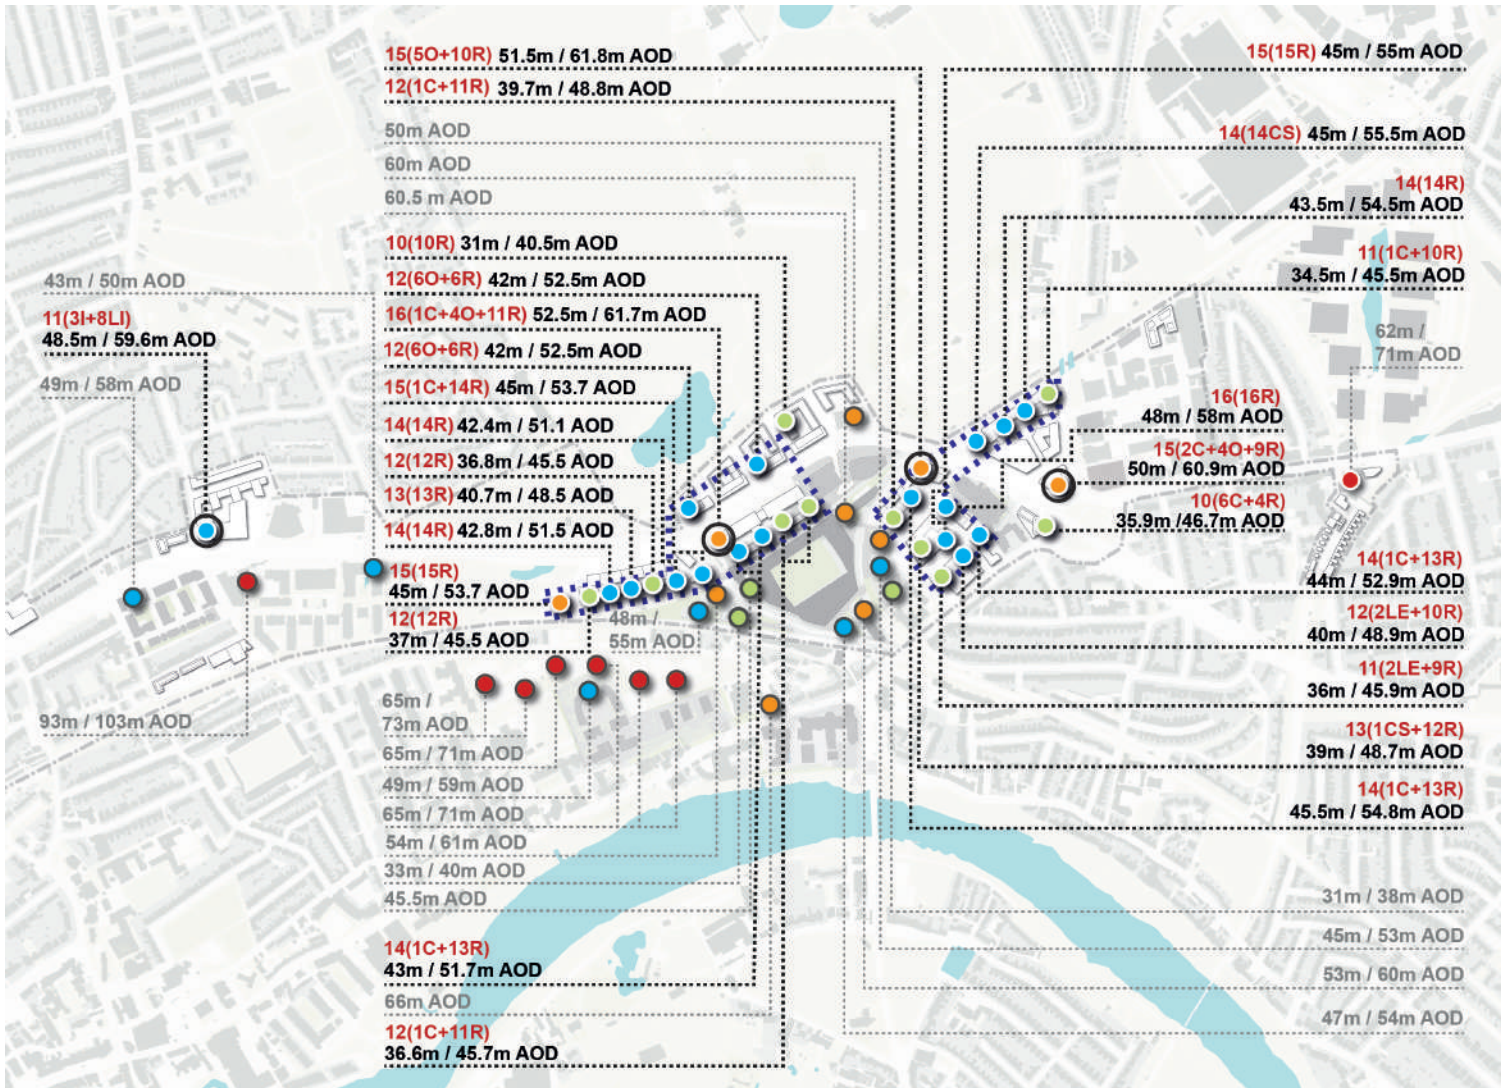 15(5O+10R) 51.5m / 61.8m AOD
12(1C+11R) 39.7m / 48.8m AOD
50m AOD
60m AOD
60.5 m AOD
10(10R) 31m / 40.5m AOD
12(6O+6R) 42m / 52.5m AOD
16(1C+4O+11R) 52.5m / 61.7m AOD
12(6O+6R) 42m / 52.5m AOD
15(1C+14R) 45m / 53.7 AOD
14(14R) 42.4m / 51.1 AOD
12(12R) 36.8m / 45.5 AOD
13(13R) 40.7m / 48.5 AOD
14(14R) 42.8m / 51.5 AOD
15(15R)
45m / 53.7 AOD
12(12R)
37m / 45.5 AOD
48m /
55m AOD
43m / 50m AOD
11(3I+8LI)
48.5m / 59.6m AOD
49m / 58m AOD
93m / 103m AOD
65m /
73m AOD
65m / 71m AOD
49m / 59m AOD
65m / 71m AOD
54m / 61m AOD
33m / 40m AOD
45.5m AOD
14(1C+13R)
43m / 51.7m AOD
66m AOD
12(1C+11R)
36.6m / 45.7m AOD
15(15R) 45m / 55m AOD
14(14CS) 45m / 55.5m AOD
14(14R)
43.5m / 54.5m AOD
11(1C+10R)
34.5m / 45.5m AOD
62m /
71m AOD
16(16R)
48m / 58m AOD
15(2C+4O+9R)
50m / 60.9m AOD
10(6C+4R)
35.9m /46.7m AOD
14(1C+13R)
44m / 52.9m AOD
12(2LE+10R)
40m / 48.9m AOD
11(2LE+9R)
36m / 45.9m AOD
13(1CS+12R)
39m / 48.7m AOD
14(1C+13R)
45.5m / 54.8m AOD
31m / 38m AOD
45m / 53m AOD
53m / 60m AOD
47m / 54m AOD